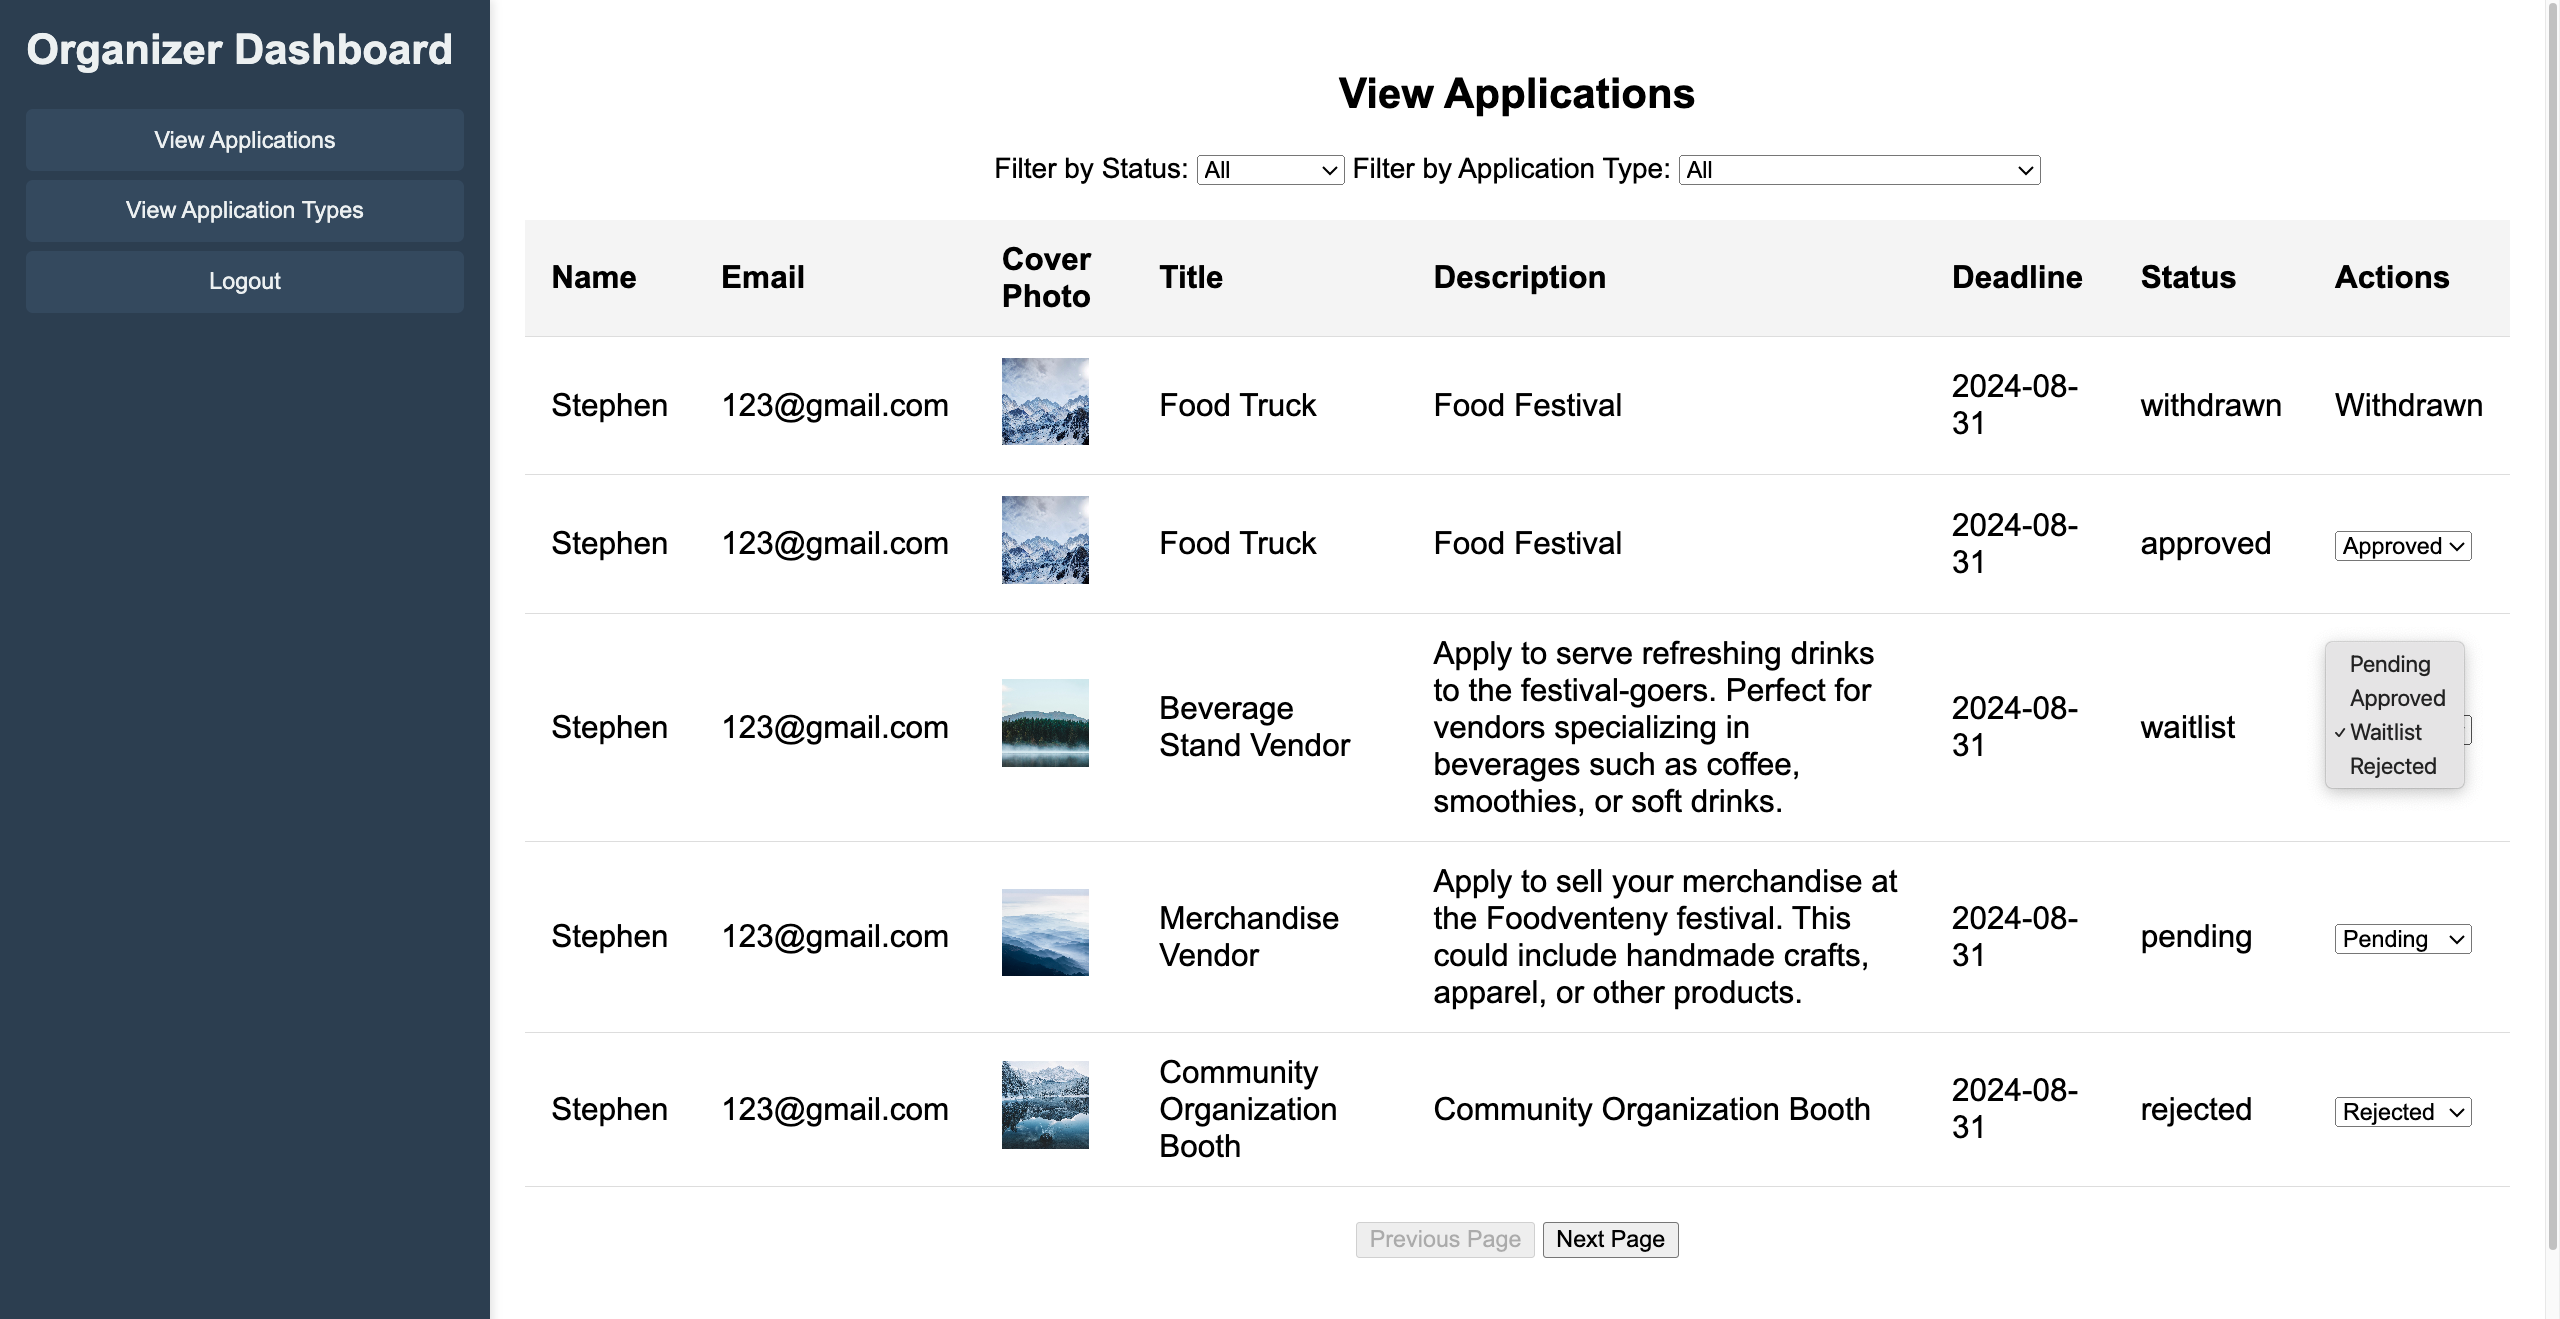 Organizer Dashboard
View Applications
View Application Types
Logout
View Applications
Filter by Status: All Filter by Application Type: All
Name Email Cover Photo Title Description Deadline Status Actions
Stephen 123@gmail.com Food Truck Food Festival 2024-08-31 withdrawn Withdrawn
Stephen 123@gmail.com Food Truck Food Festival 2024-08-31 approved Approved
Stephen 123@gmail.com
Beverage
Stand Vendor
Apply to serve refreshing drinks
to the festival-goers. Perfect for
vendors specializing in
beverages such as coffee,
smoothies, or soft drinks.
2024-08-
31
waitlist
Pending
Approved
✓ Waitlist
Rejected
Stephen 123@gmail.com
Merchandise
Vendor
Apply to sell your merchandise at
the Foodventeny festival. This
could include handmade crafts,
apparel, or other products.
2024-08-
31
pending
Pending
Stephen 123@gmail.com
Community
Organization
Booth
Community Organization Booth
2024-08-
31
rejected
Rejected
Previous Page Next Page